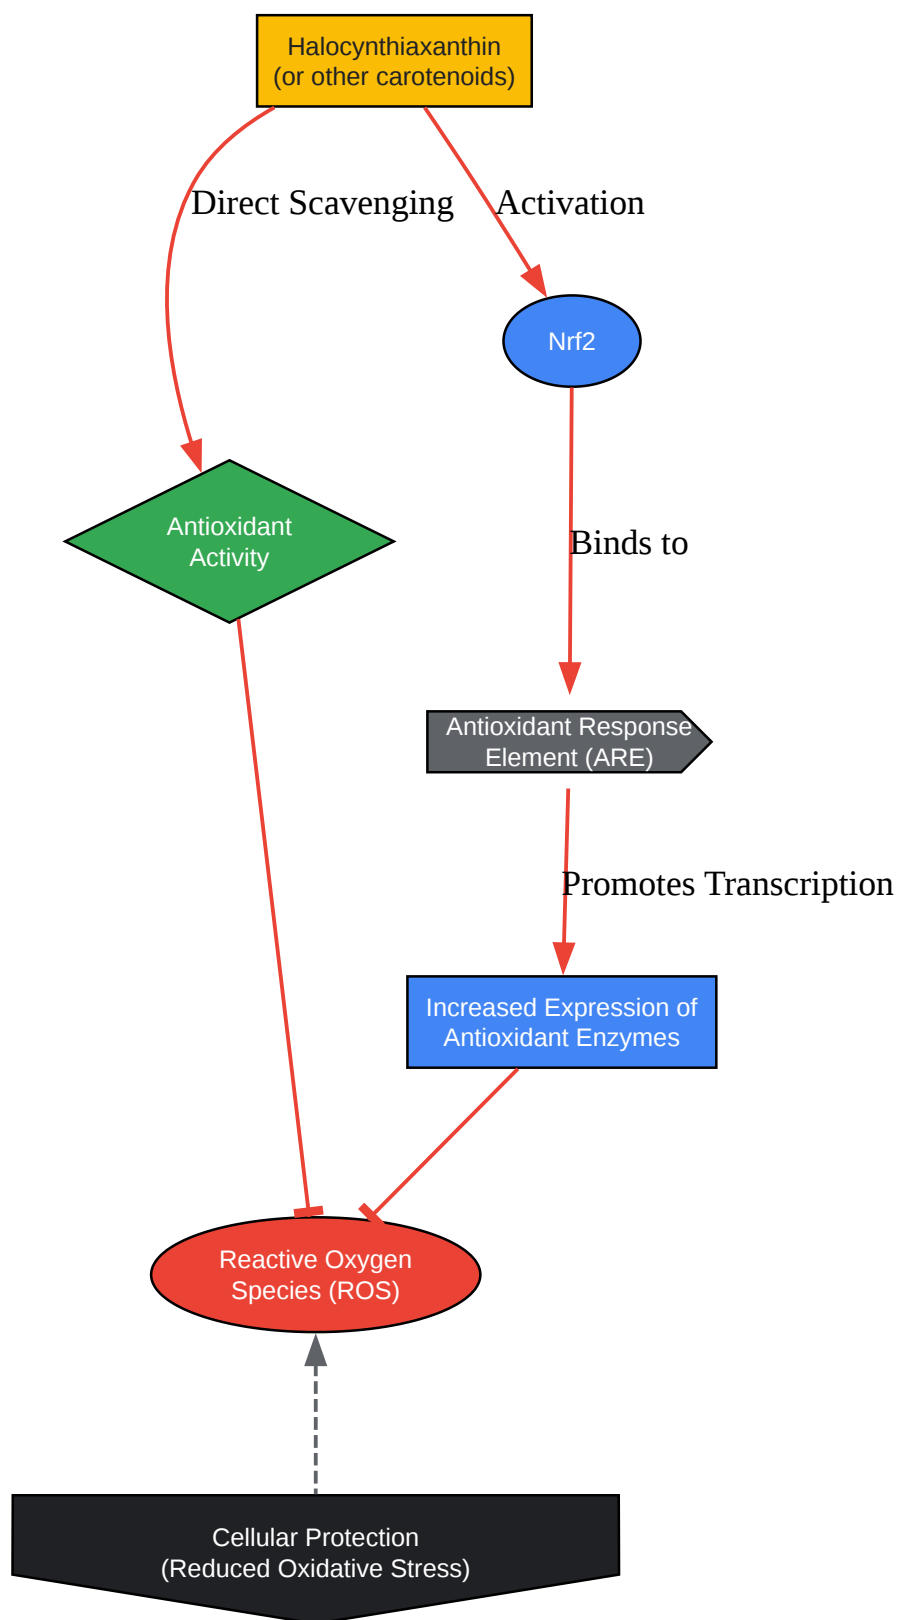 Halocynthiaxanthin
(or other carotenoids)
Direct Scavenging
Activation
Nrf2
Antioxidant
Activity
Binds to
Antioxidant Response
Element (ARE)
Promotes Transcription
Increased Expression of
Antioxidant Enzymes
Reactive Oxygen
Species (ROS)
Cellular Protection
(Reduced Oxidative Stress)